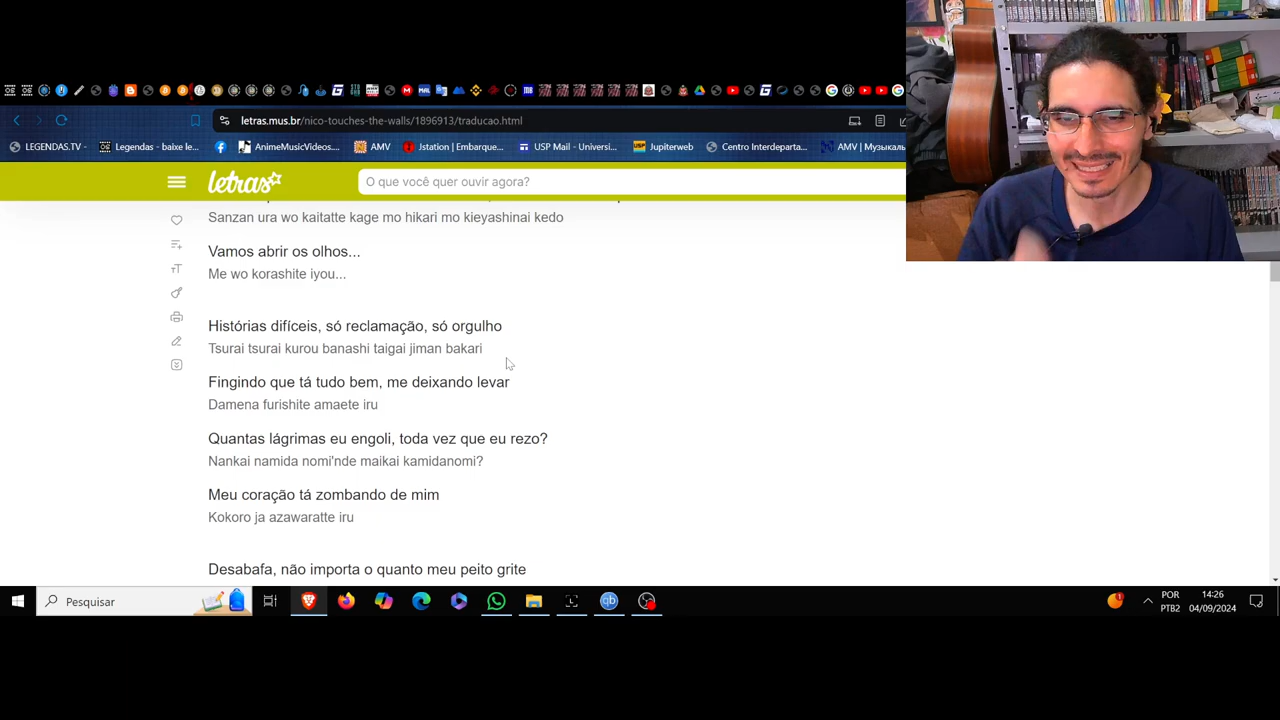 letras.mus.br/nico-touches-the-walls/1896913/traducao.html
LEGENDAS.TV - Legendas - baixe le... AnimeMusicVideos... AMV Jstation | Embarque... USP Mail - Universi... Jupiterweb Centro Interdeparta... AMV | Музыкаль
letras O que você quer ouvir agora?
Sanzan ura wo kaitatte kage mo hikari mo kieyashinai kedo
Vamos abrir os olhos...
Me wo korashite iyou...
Histórias difíceis, só reclamação, só orgulho
Tsurai tsurai kurou banashi taigai jiman bakari
Fingindo que tá tudo bem, me deixando levar
Damena furishite amaete iru
Quantas lágrimas eu engoli, toda vez que eu rezo?
Nankai namida nomi'nde maikai kamidanomi?
Meu coração tá zombando de mim
Kokoro ja azawaratte iru
Desabafa, não importa o quanto meu peito grite
Pesquisar
POR 14:26
PTB2 04/09/2024